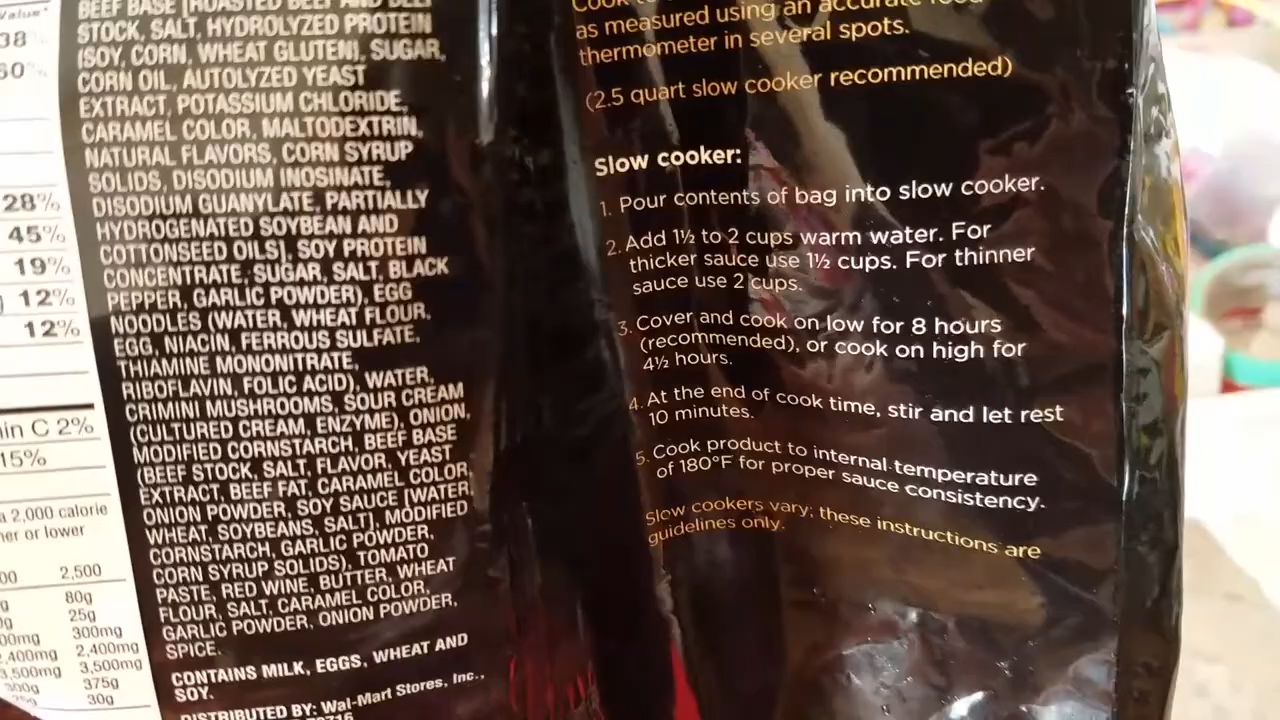 Value*
38%
60%
28%
45%
19%
12%
12%
in C 2%
15%
a 2,000 calorie
her or lower
2,500
80g
25g
300mg
2,400mg
3,500mg
375g
30g
BEEF BASE [ROASTED BEEF AND BEEF
STOCK, SALT, HYDROLYZED PROTEIN
(SOY, CORN, WHEAT GLUTEN), SUGAR,
CORN OIL, AUTOLYZED YEAST
EXTRACT, POTASSIUM CHLORIDE,
CARAMEL COLOR, MALTODEXTRIN,
NATURAL FLAVORS, CORN SYRUP
SOLIDS, DISODIUM INOSINATE,
DISODIUM GUANYLATE, PARTIALLY
HYDROGENATED SOYBEAN AND
COTTONSEED OILS], SOY PROTEIN
CONCENTRATE, SUGAR, SALT, BLACK
PEPPER, GARLIC POWDER), EGG
NOODLES (WATER, WHEAT FLOUR,
EGG, NIACIN, FERROUS SULFATE,
THIAMINE MONONITRATE,
RIBOFLAVIN, FOLIC ACID), WATER,
CRIMINI MUSHROOMS, SOUR CREAM
(CULTURED CREAM, ENZYME), ONION,
MODIFIED CORNSTARCH, BEEF BASE
(BEEF STOCK, SALT, FLAVOR, YEAST
EXTRACT, BEEF FAT, CARAMEL COLOR,
ONION POWDER, SOY SAUCE [WATER,
WHEAT, SOYBEANS, SALT], MODIFIED
CORNSTARCH, GARLIC POWDER,
CORN SYRUP SOLIDS), TOMATO
PASTE, RED WINE, BUTTER, WHEAT
FLOUR, SALT, CARAMEL COLOR,
GARLIC POWDER, ONION POWDER,
SPICE.
CONTAINS MILK, EGGS, WHEAT AND
SOY.
DISTRIBUTED BY: Wal-Mart Stores, Inc.,
Cook to
as measured using an accurate food
thermometer in several spots.
(2.5 quart slow cooker recommended)
Slow cooker:
1. Pour contents of bag into slow cooker.
2. Add 1½ to 2 cups warm water. For
thicker sauce use 1½ cups. For thinner
sauce use 2 cups.
3. Cover and cook on low for 8 hours
(recommended), or cook on high for
4½ hours.
4. At the end of cook time, stir and let rest
10 minutes.
5. Cook product to internal temperature
of 180°F for proper sauce consistency.
Slow cookers vary; these instructions are
guidelines only.